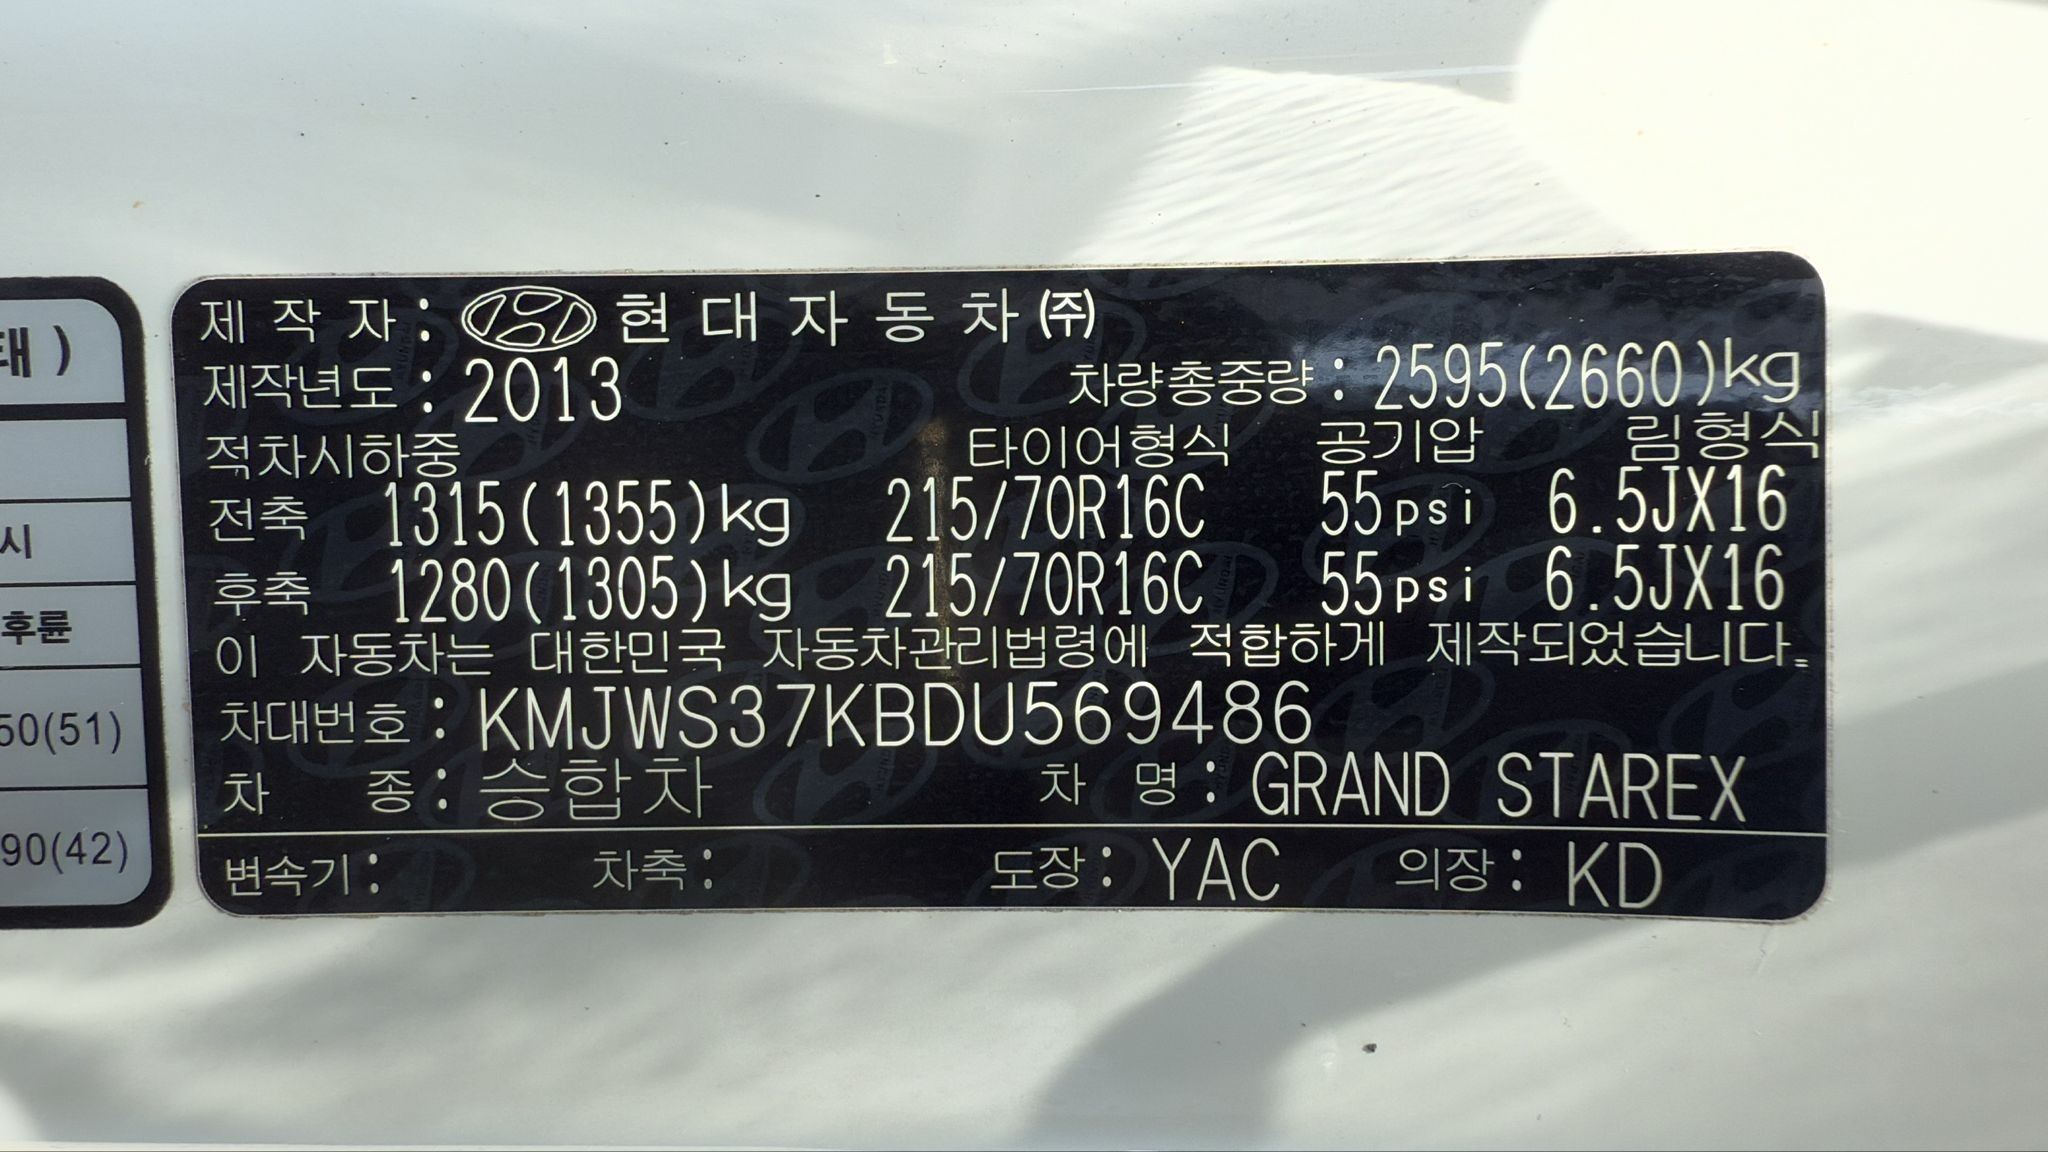 제 작 자 : 현 대 자 동 차 ㈜
제작년도 : 2013 차량총중량 : 2595(2660)kg
적차시하중 타이어형식 공기압 림형식
전축 1315(1355)kg 215/70R16C 55psi 6.5JX16
후축 1280(1305)kg 215/70R16C 55psi 6.5JX16
이 자동차는 대한민국 자동차관리법령에 적합하게 제작되었습니다.
차대번호 : KMJWS37KBDU569486
차 종 : 승합차 차 명 : GRAND STAREX
변속기 : 차축 : 도장 : YAC 의장 : KD
태 )
시
후륜
50(51)
90(42)